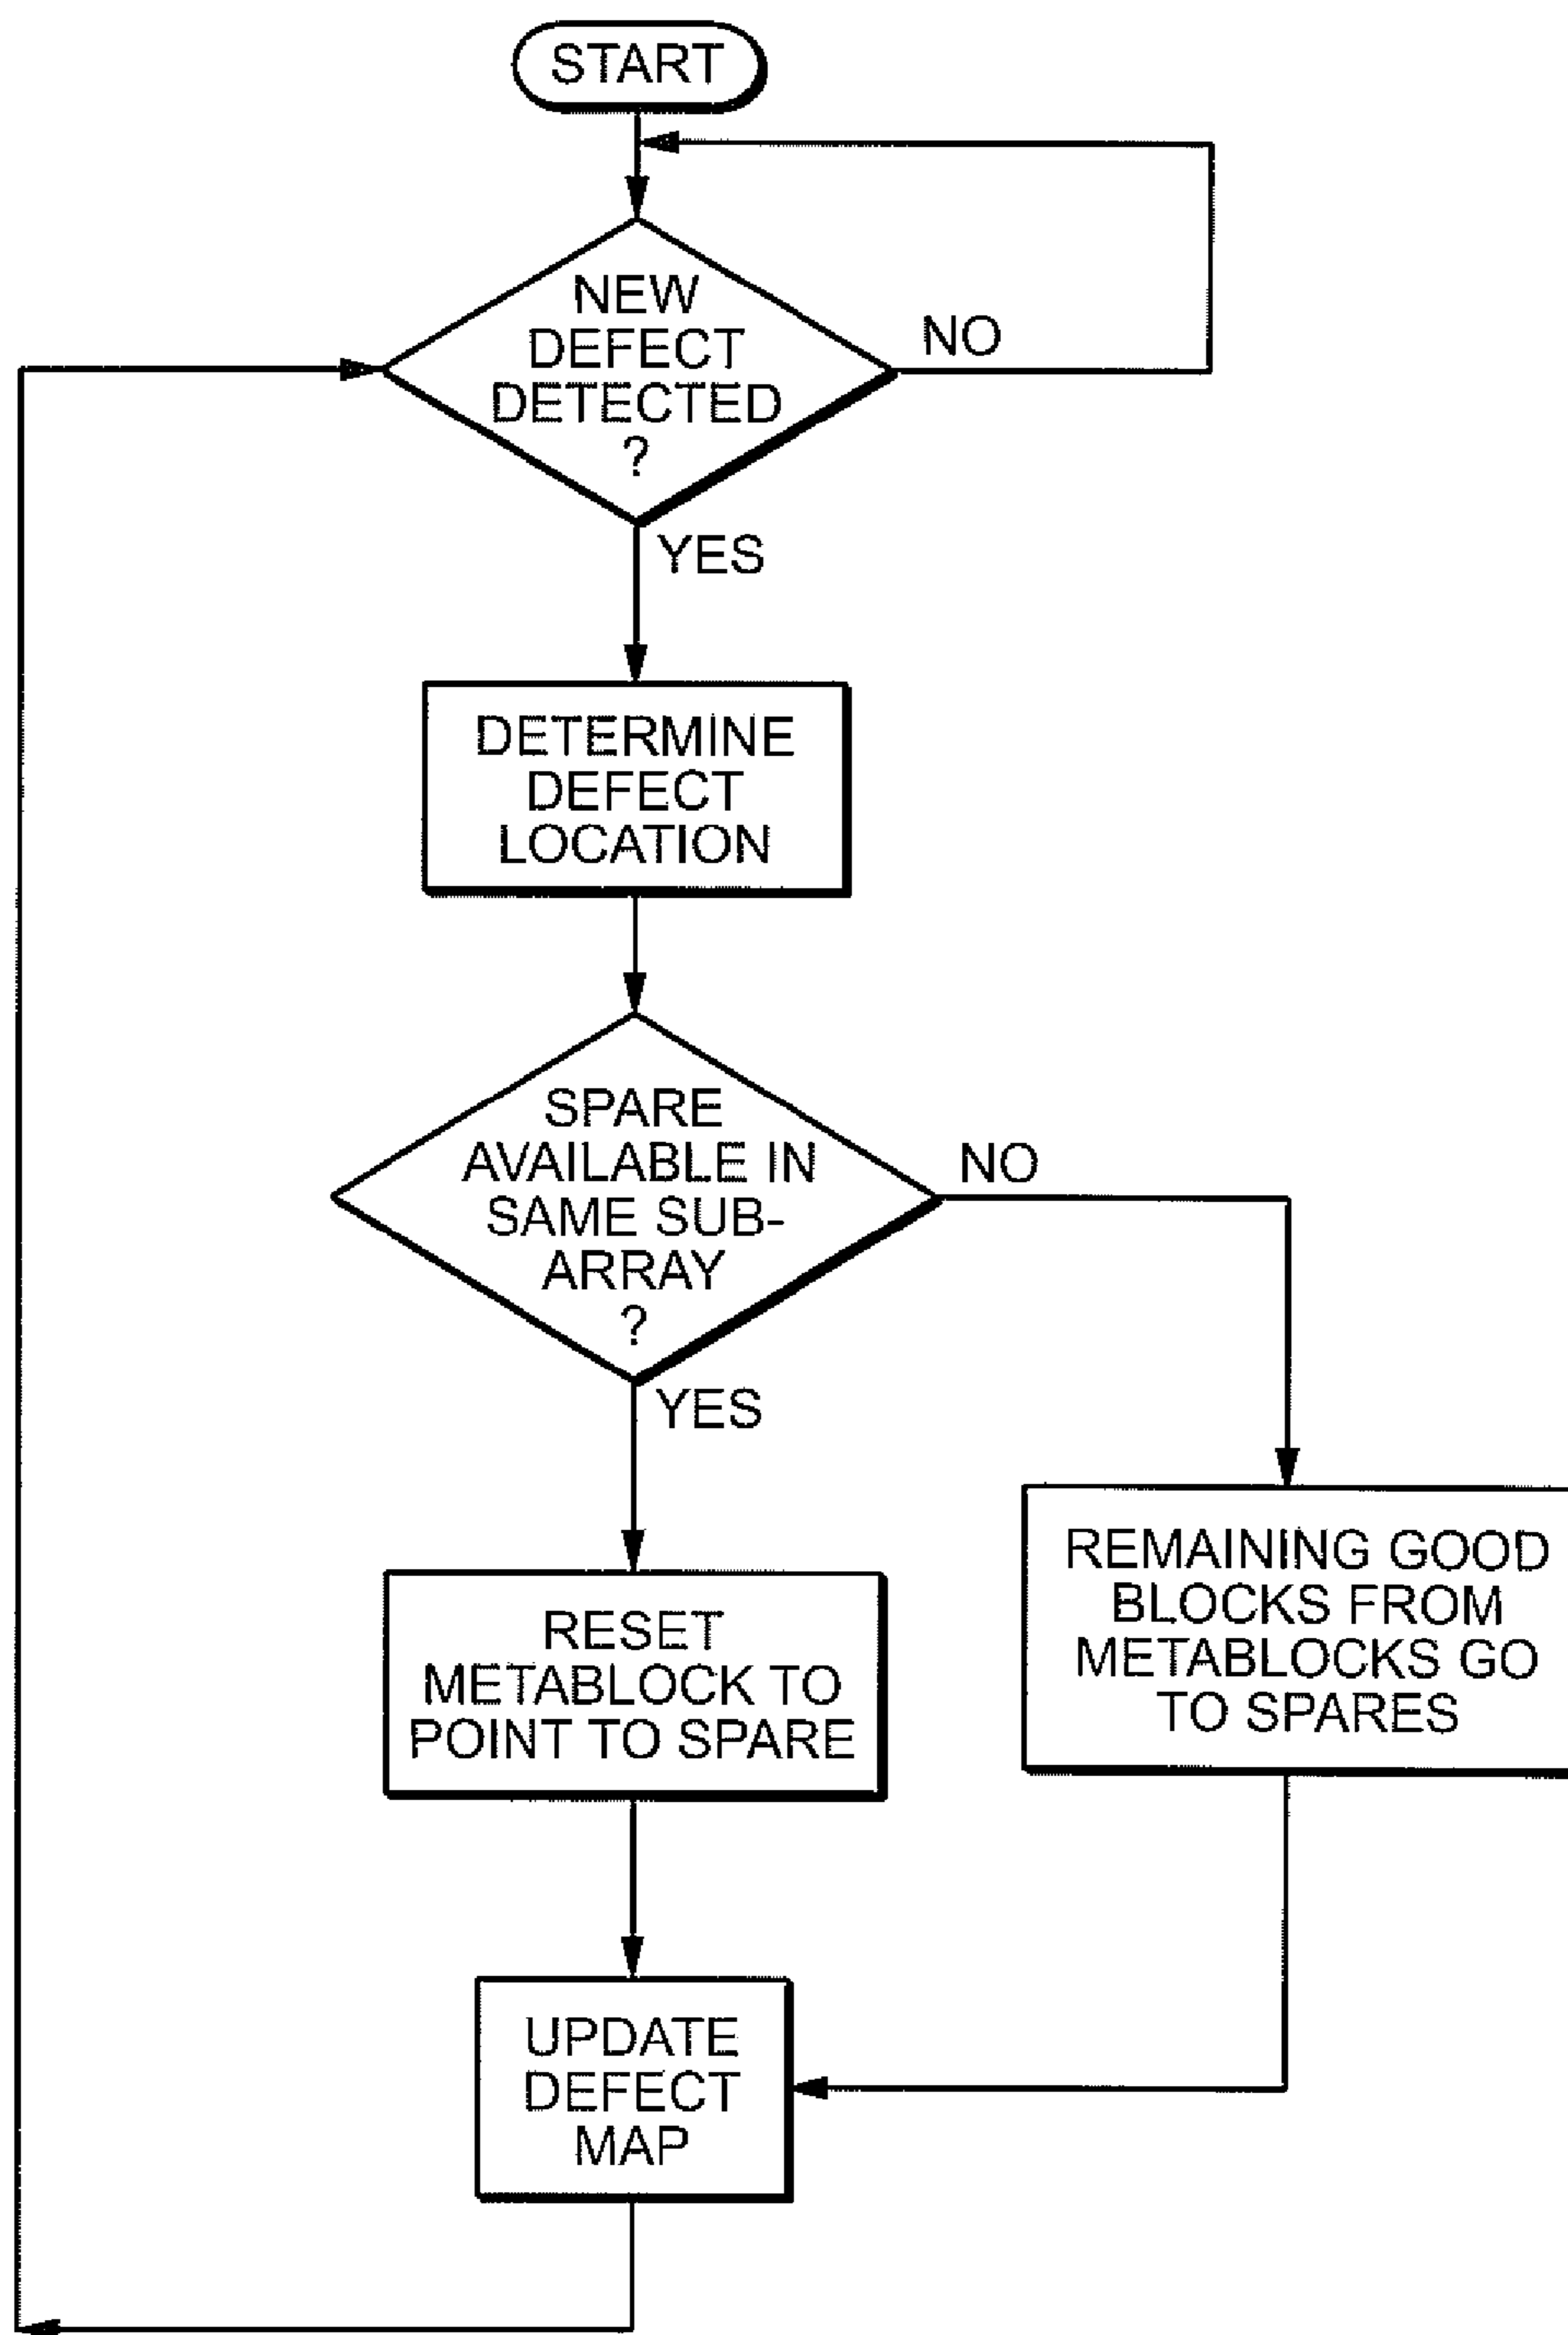 START
NEW
DEFECT
DETECTED
?
NO
YES
DETERMINE
DEFECT
LOCATION
SPARE
AVAILABLE IN
SAME SUB-
ARRAY
?
NO
YES
RESET
METABLOCK TO
POINT TO SPARE
REMAINING GOOD
BLOCKS FROM
METABLOCKS GO
TO SPARES
UPDATE
DEFECT
MAP